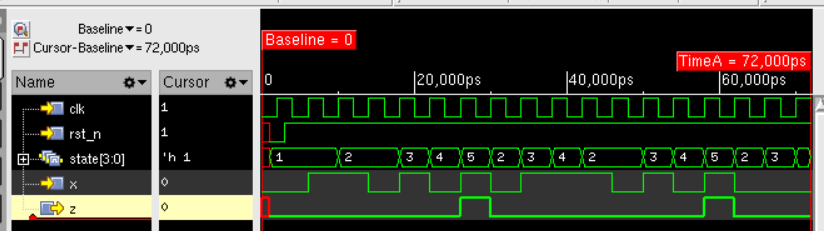 Baseline▼= 0
Cursor-Baseline▼= 72,000ps
Baseline = 0
TimeA = 72,000ps
Name Cursor 0 20,000ps 40,000ps 60,000ps
clk 1
rst_n 1
state[3:0] 'h 1 1 2 3 4 5 2 3 4 2 3 4 5 2 3
x 0
z 0